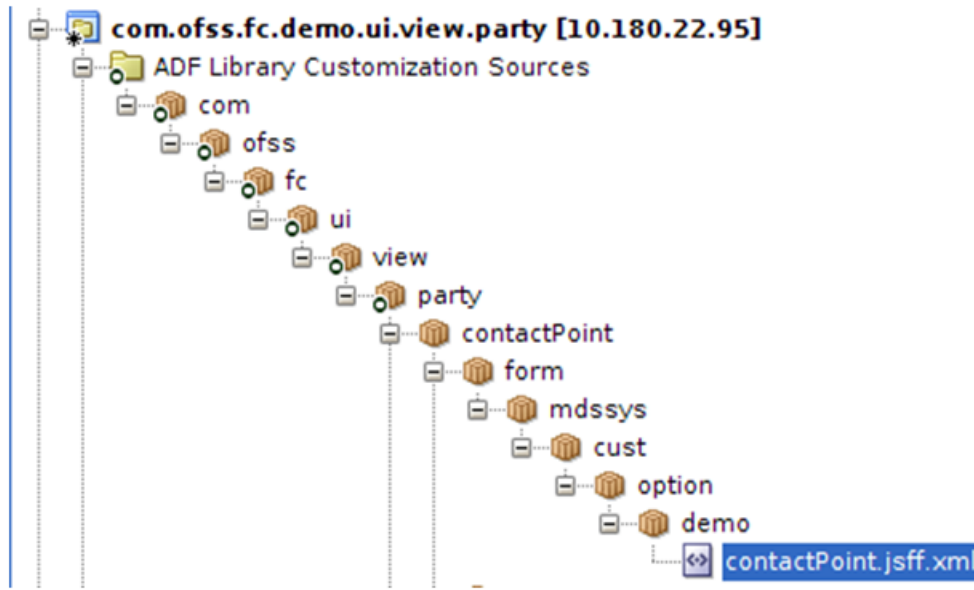 com.ofss.fc.demo.ui.view.party [10.180.22.95]
ADF Library Customization Sources
com
ofss
fc
ui
view
party
contactPoint
form
mdssys
cust
option
demo
contactPoint.jsff.xml